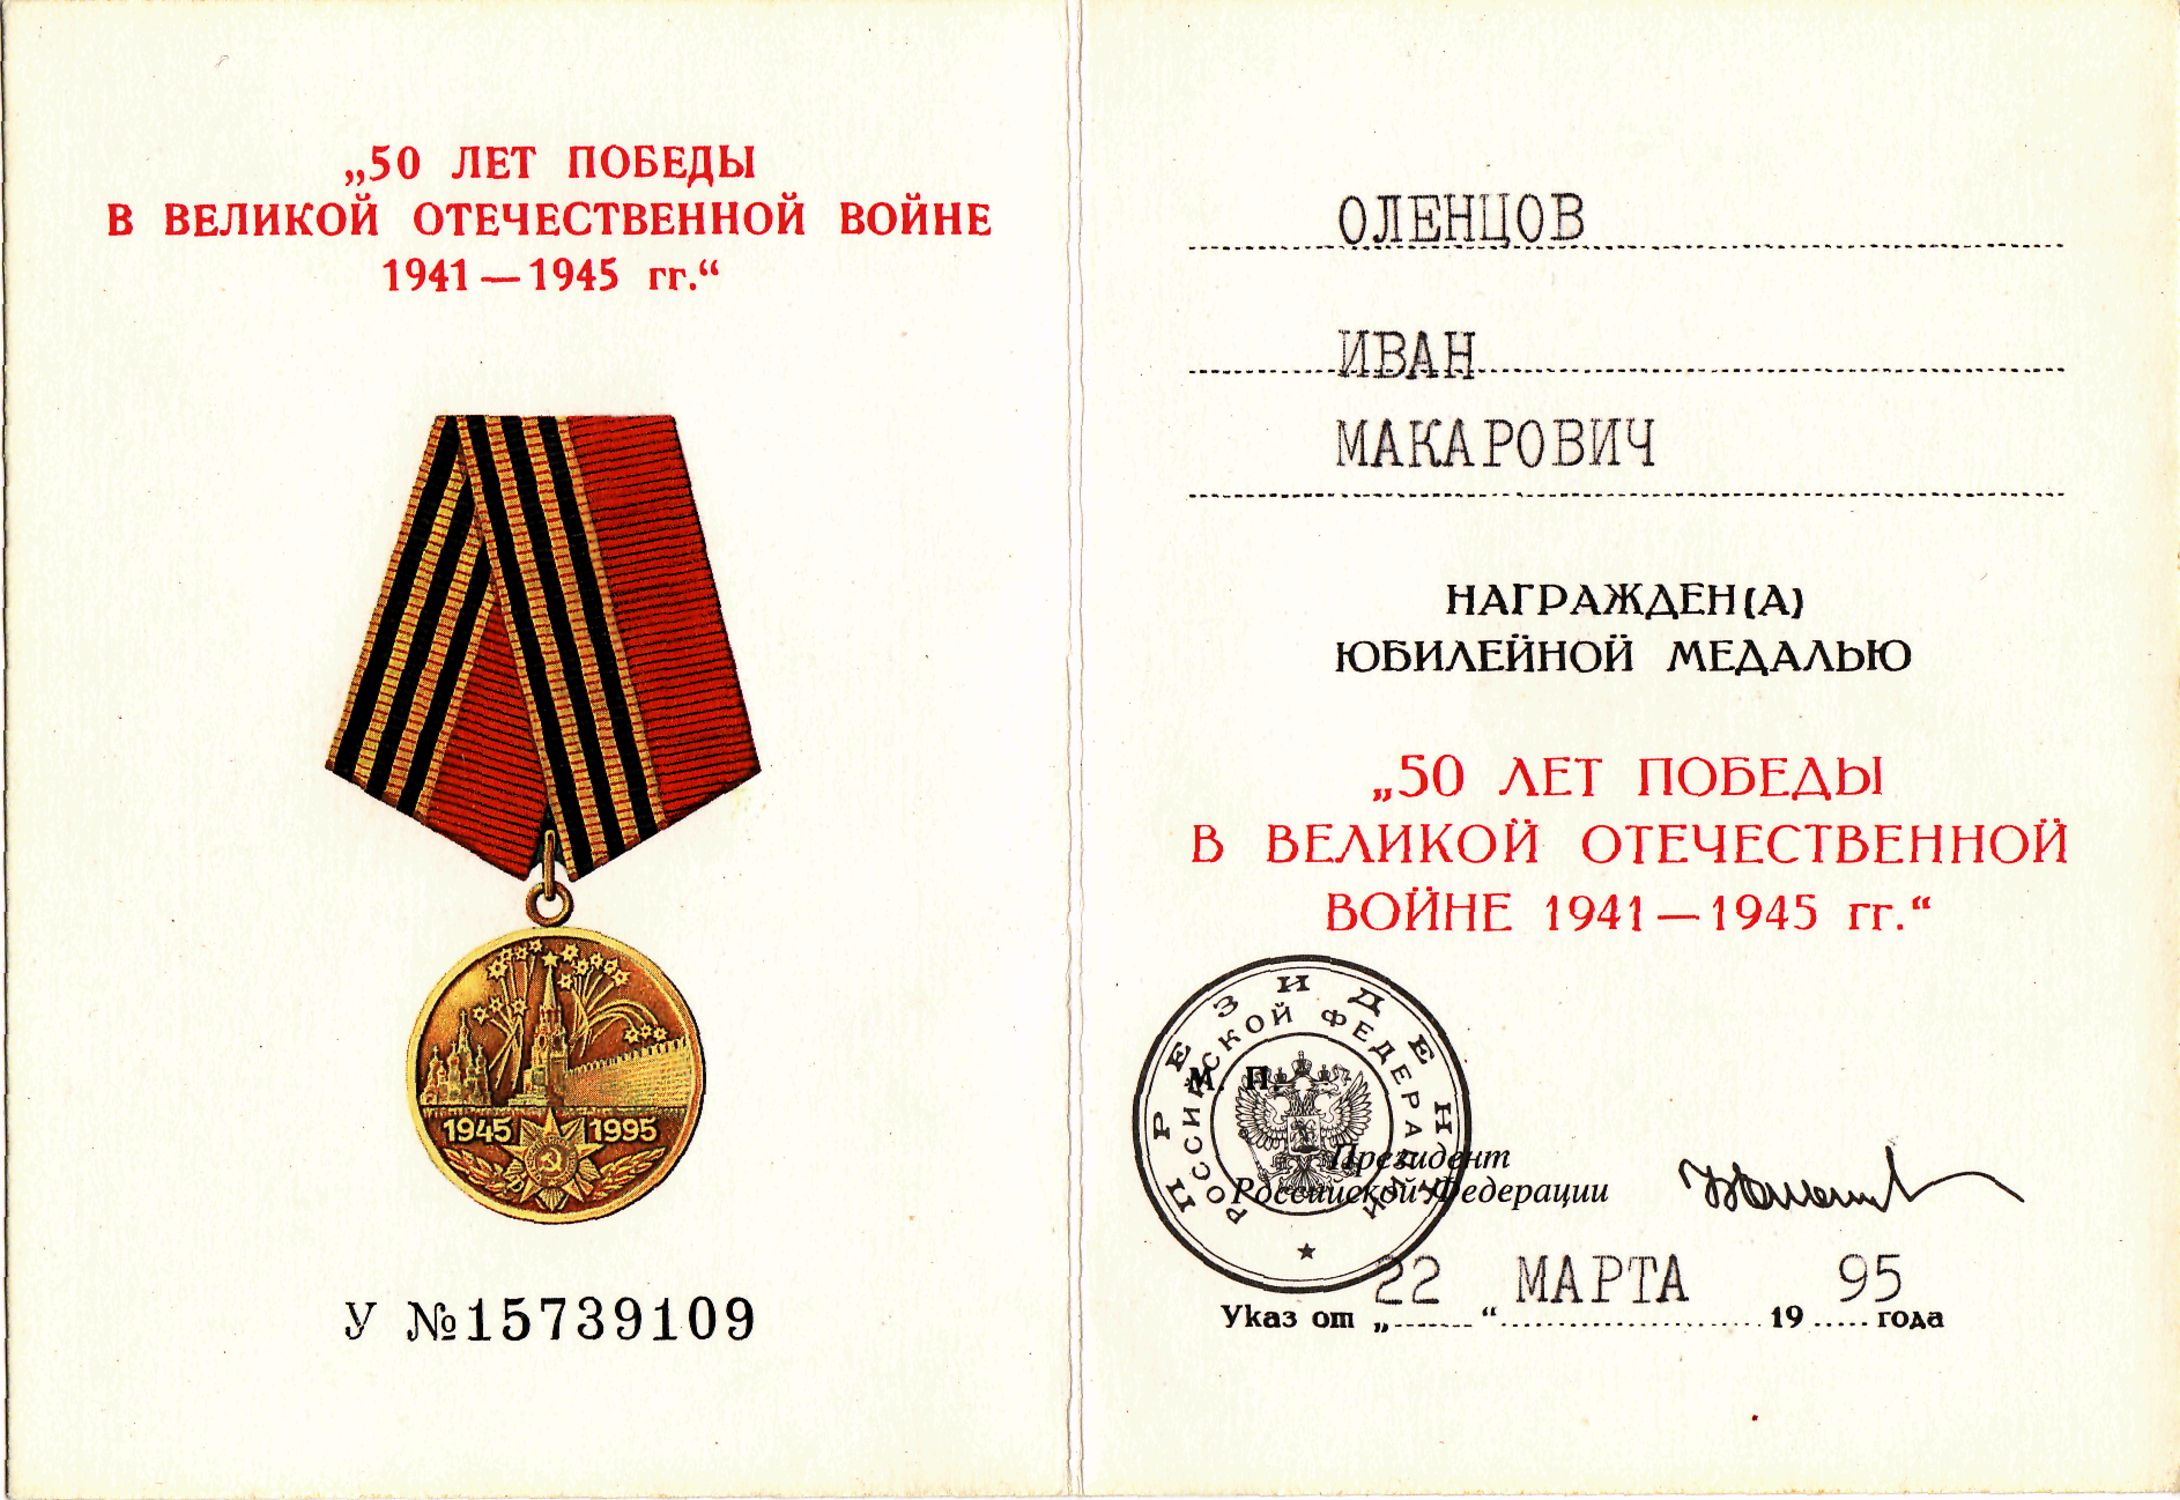 „50 ЛЕТ ПОБЕДЫ
В ВЕЛИКОЙ ОТЕЧЕСТВЕННОЙ ВОЙНЕ
1941—1945 гг.“
1945 1995
У №15739109
ОЛЕНЦОВ
ИВАН
МАКАРОВИЧ
НАГРАЖДЕН(А)
ЮБИЛЕЙНОЙ МЕДАЛЬЮ
„50 ЛЕТ ПОБЕДЫ
В ВЕЛИКОЙ ОТЕЧЕСТВЕННОЙ
ВОЙНЕ 1941—1945 гг.“
ПРЕЗИДЕНТ
РОССИЙСКОЙ ФЕДЕРАЦИИ
М. П.
Президент
Российской Федерации
Указ от „22“ МАРТА 1995 года